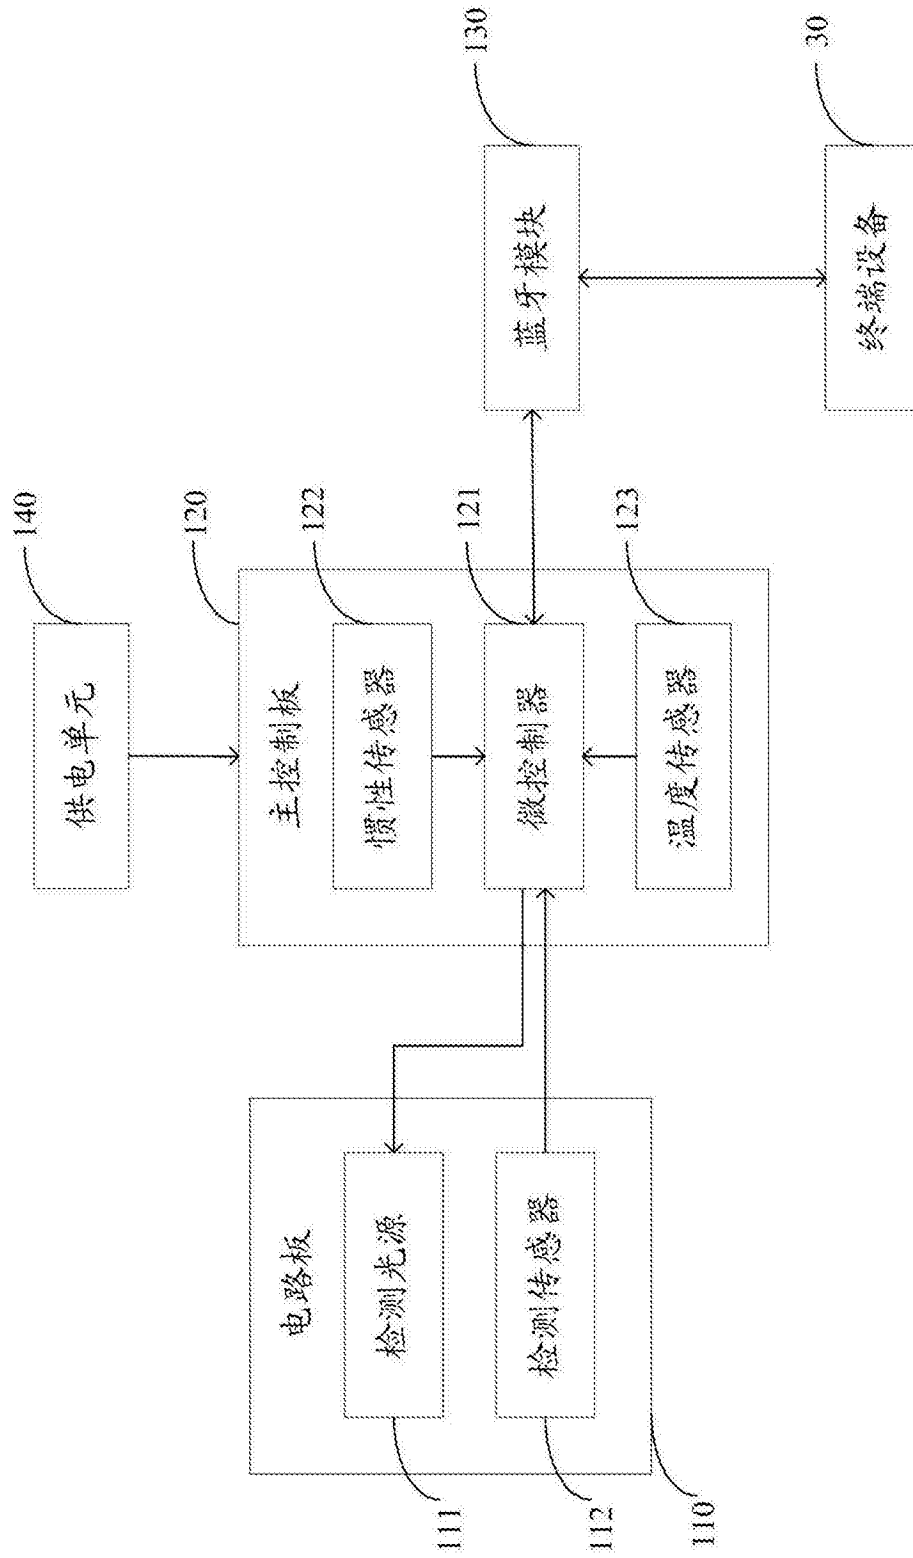 供电单元
140
主控制板
120
惯性传感器
122
微控制器
121
温度传感器
123
蓝牙模块
130
终端设备
30
电路板
110
检测光源
111
检测传感器
112